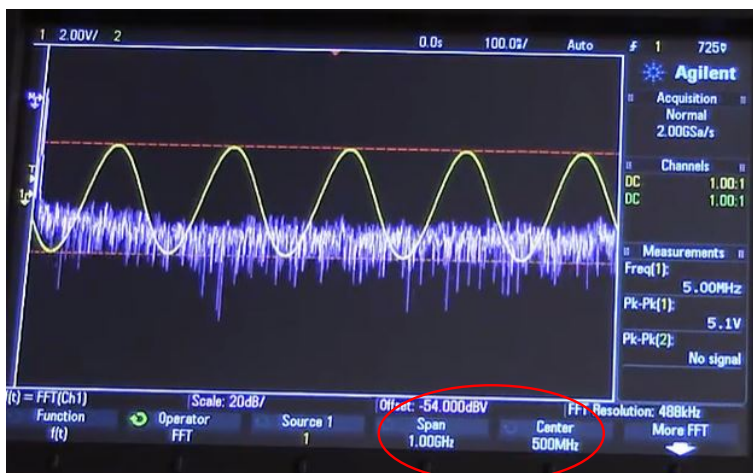 1 2.00V/ 2 0.0s 100.0s/ Auto 1 725
Agilent
Acquisition
Normal
2.00GSa/s
Channels
DC 1.00:1
DC 1.00:1
Measurements
Freq(1):
5.00MHz
Pk-Pk(1):
5.1V
Pk-Pk(2):
No signal
f(t) = FFT(Ch1) Scale: 20dB/ Offset: -54.000dBV FFT Resolution: 488kHz
Function Operator Source 1 Span Center More FFT
f(t) FFT 1 1.00GHz 500MHz